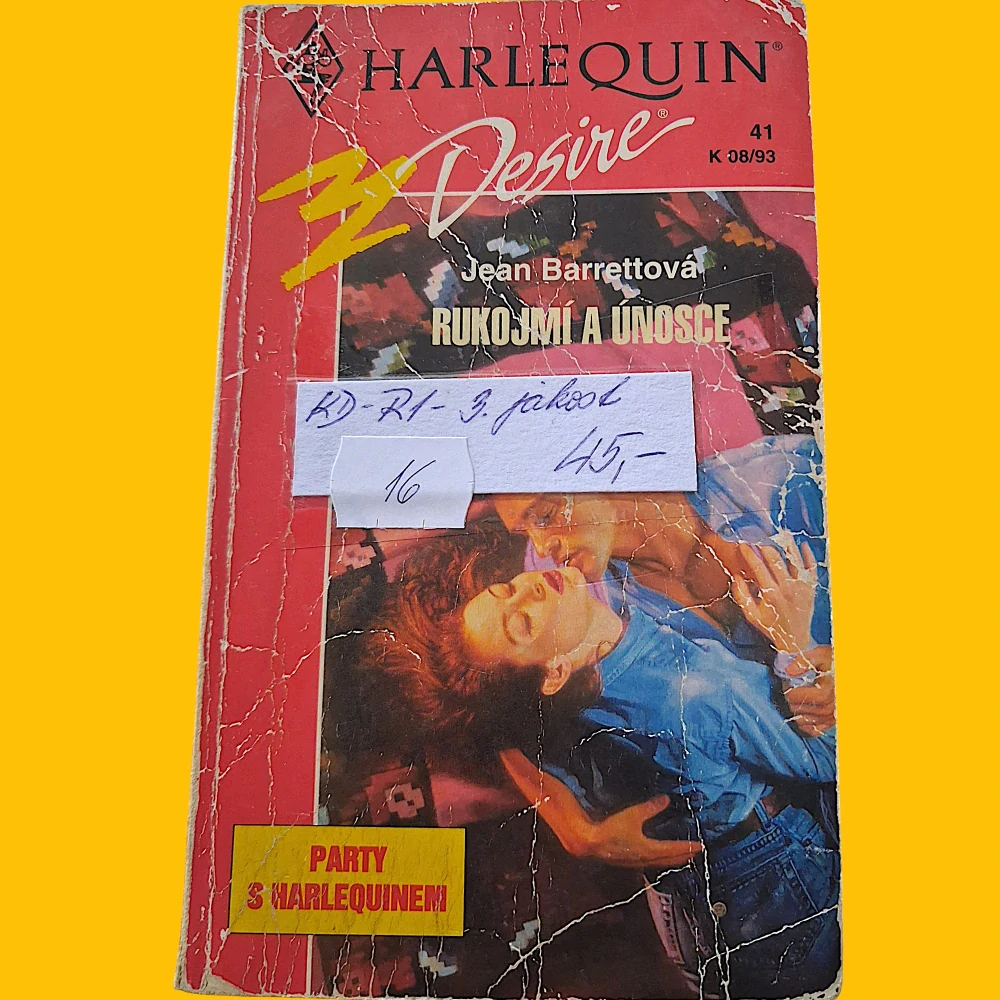 HARLEQUIN®
Desire®
41
K 08/93
Jean Barrettová
RUKOJMÍ A ÚNOSCE
KD-R1- 3. jakost
45,-
16
PARTY
S HARLEQUINEM